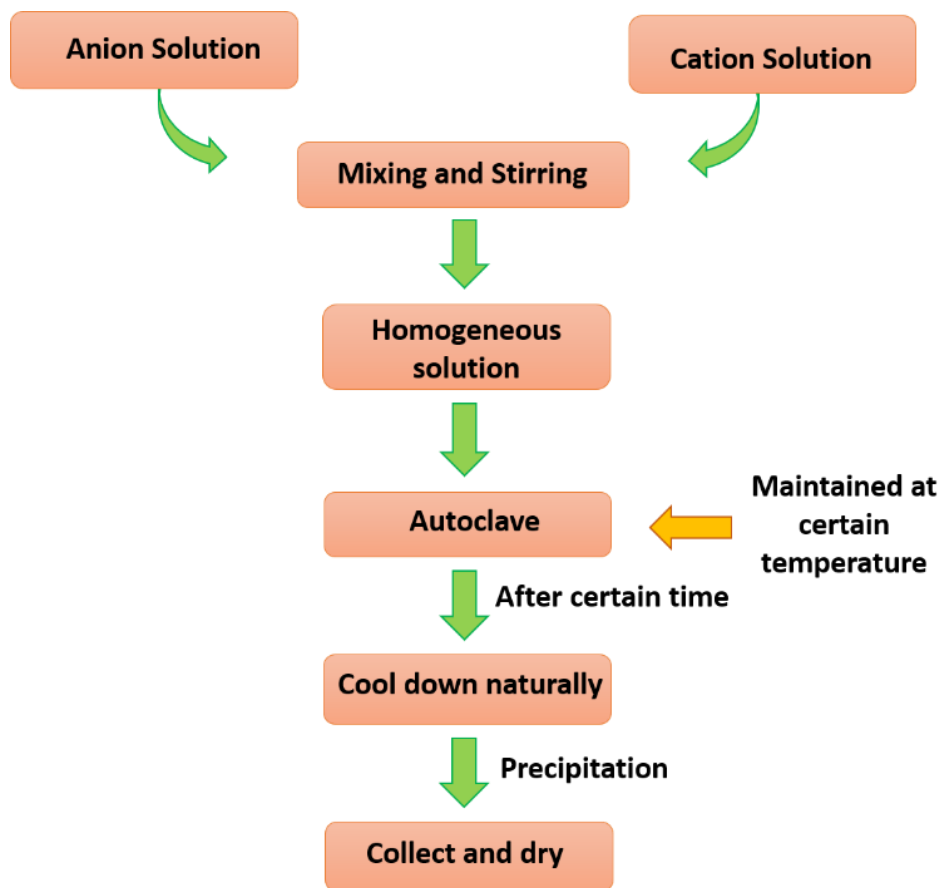 Anion Solution
Cation Solution
Mixing and Stirring
Homogeneous
solution
Autoclave
Maintained at
certain
temperature
After certain time
Cool down naturally
Precipitation
Collect and dry